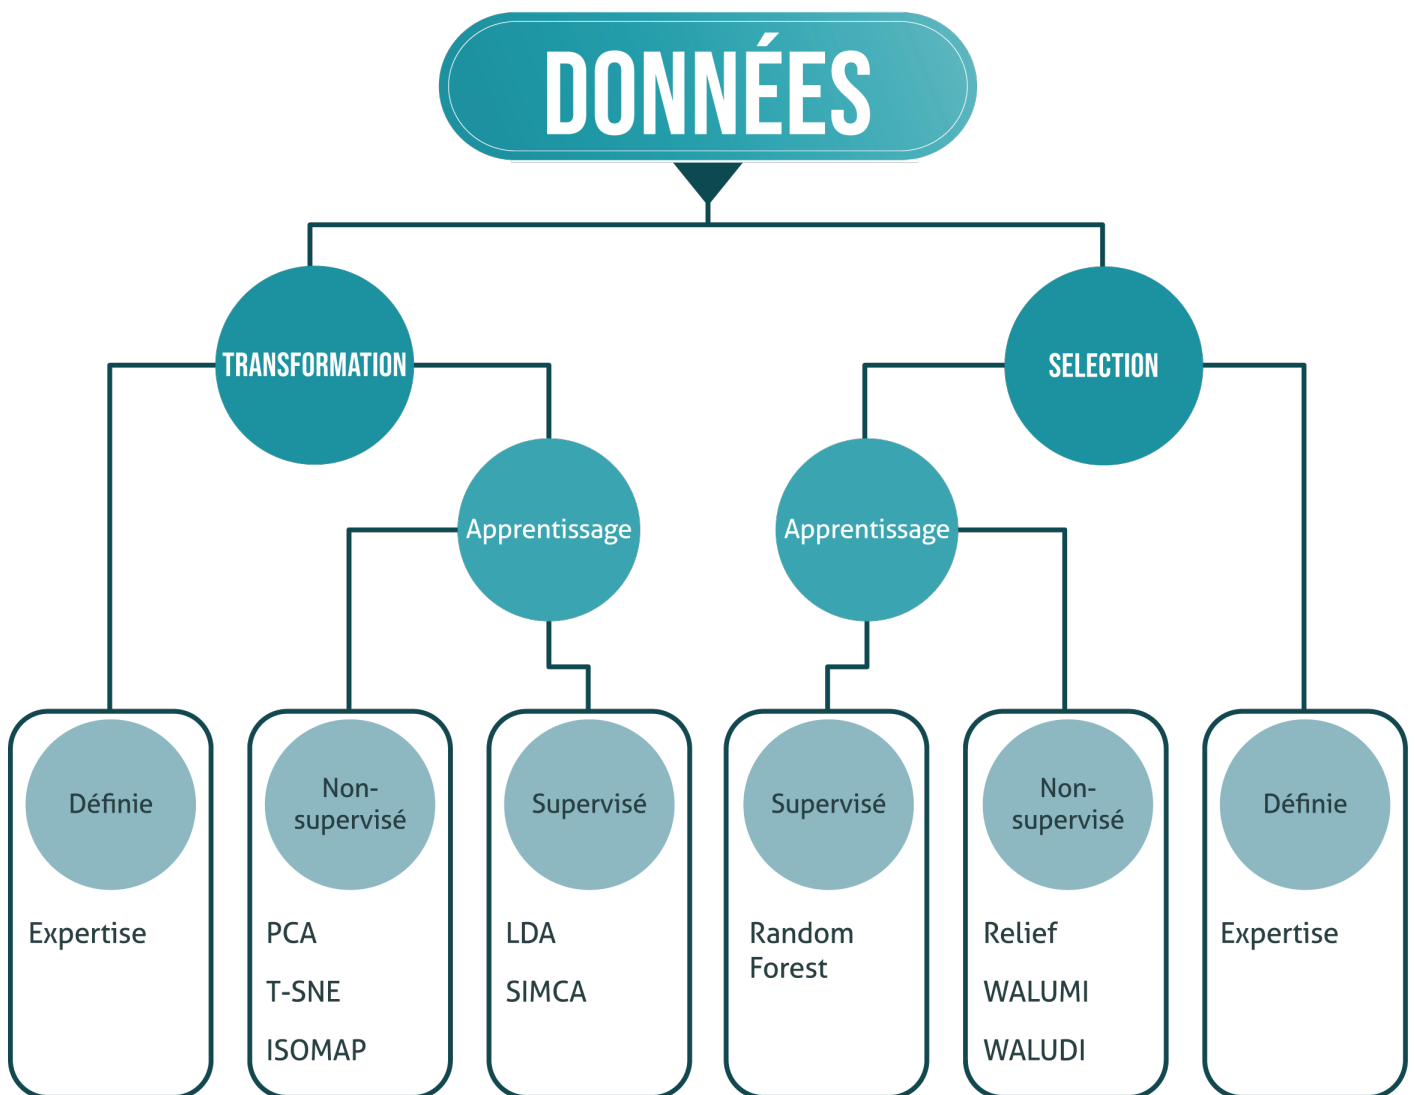 DONNÉES
TRANSFORMATION
SELECTION
Apprentissage
Apprentissage
Définie
Non-
supervisé
Supervisé
Supervisé
Non-
supervisé
Définie
Expertise
PCA
T-SNE
ISOMAP
LDA
SIMCA
Random
Forest
Relief
WALUMI
WALUDI
Expertise